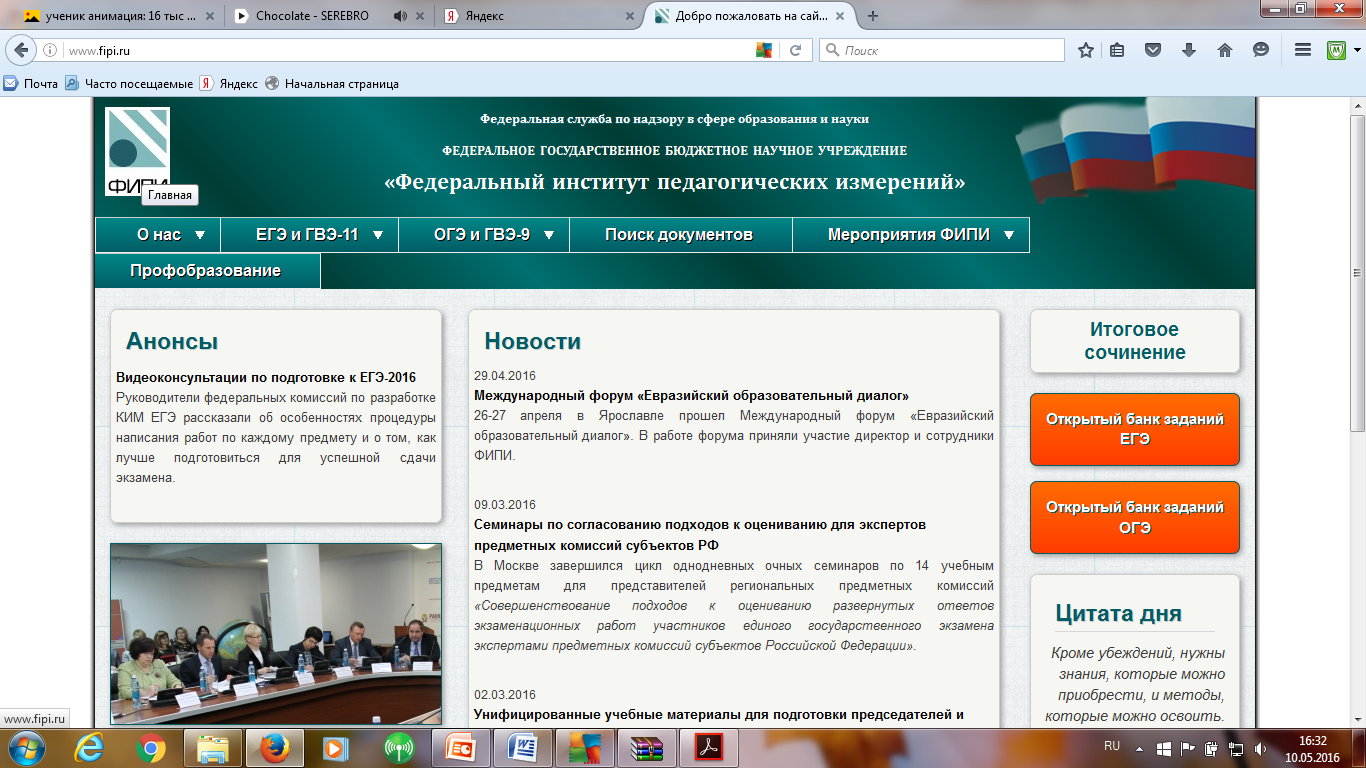 ученик анимация: 16 тыс ...
Chocolate - SEREBRO
Яндекс
Добро пожаловать на сай...
www.fipi.ru
Поиск
Почта
Часто посещаемые
Яндекс
Начальная страница
Федеральная служба по надзору в сфере образования и науки
ФЕДЕРАЛЬНОЕ ГОСУДАРСТВЕННОЕ БЮДЖЕТНОЕ НАУЧНОЕ УЧРЕЖДЕНИЕ
«Федеральный институт педагогических измерений»
ФИПИ
Главная
О нас
ЕГЭ и ГВЭ-11
ОГЭ и ГВЭ-9
Поиск документов
Мероприятия ФИПИ
Профобразование
Анонсы
Видеоконсультации по подготовке к ЕГЭ-2016
Руководители федеральных комиссий по разработке
КИМ ЕГЭ рассказали об особенностях процедуры
написания работ по каждому предмету и о том, как
лучше подготовиться для успешной сдачи
экзамена.
Новости
29.04.2016
Международный форум «Евразийский образовательный диалог»
26-27 апреля в Ярославле прошел Международный форум «Евразийский
образовательный диалог». В работе форума приняли участие директор и сотрудники
ФИПИ.
09.03.2016
Семинары по согласованию подходов к оцениванию для экспертов
предметных комиссий субъектов РФ
В Москве завершился цикл однодневных очных семинаров по 14 учебным
предметам для представителей региональных предметных комиссий
«Совершенствование подходов к оцениванию развернутых ответов
экзаменационных работ участников единого государственного экзамена
экспертами предметных комиссий субъектов Российской Федерации».
02.03.2016
Унифицированные учебные материалы для подготовки председателей и
Итоговое
сочинение
Открытый банк заданий
ЕГЭ
Открытый банк заданий
ОГЭ
Цитата дня
Кроме убеждений, нужны
знания, которые можно
приобрести, и методы,
которые можно освоить.
www.fipi.ru
RU
16:32
10.05.2016